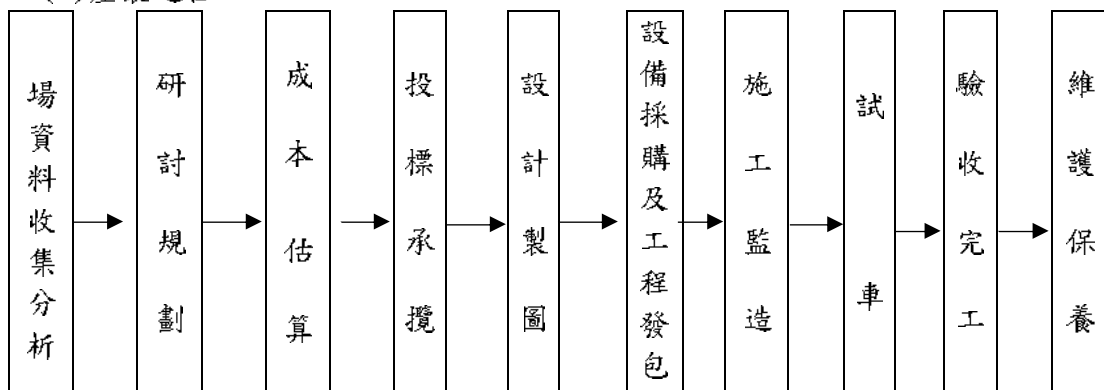 場資料收集分析
研討規劃
成本估算
投標承攬
設計製圖
設備採購及工程發包
施工監造
試車
驗收完工
維護保養